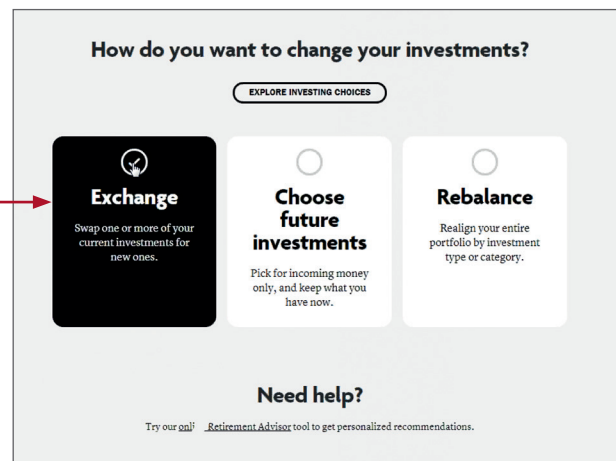 How do you want to change your investments?
EXPLORE INVESTING CHOICES
Exchange
Swap one or more of your
current investments for
new ones.
Choose
future
investments
Pick for incoming money
only, and keep what you
have now.
Rebalance
Realign your entire
portfolio by investment
type or category.
Need help?
Try our Retirement Advisor tool to get personalized recommendations.